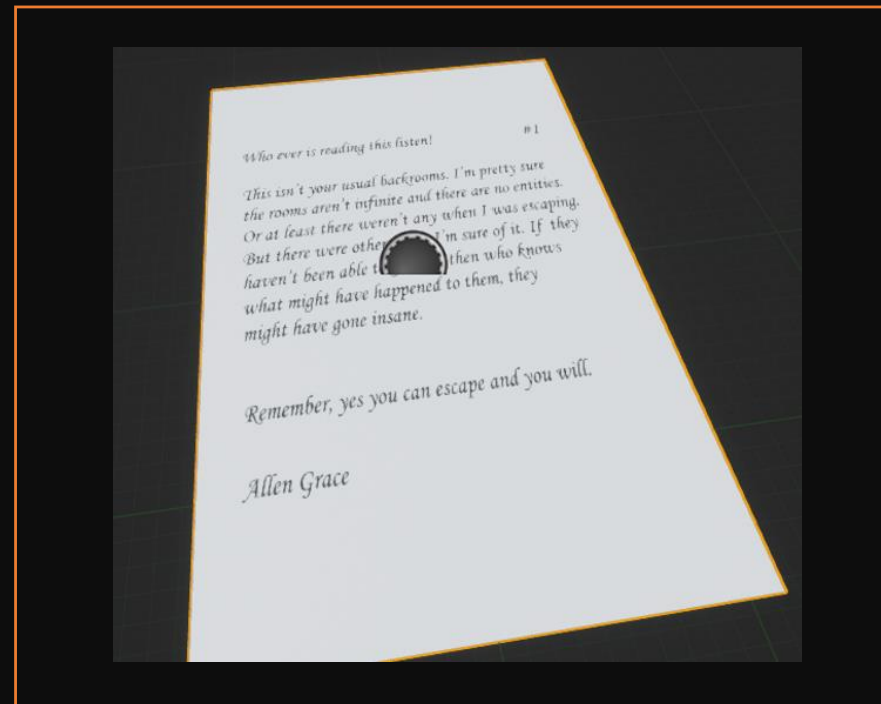 #1
Who ever is reading this listen!
This isn't your usual backrooms. I'm pretty sure
the rooms aren't infinite and there are no entities.
Or at least there weren't any when I was escaping.
But there were other I'm sure of it. If they
haven't been able then who knows
what might have happened to them, they
might have gone insane.
Remember, yes you can escape and you will.
Allen Grace